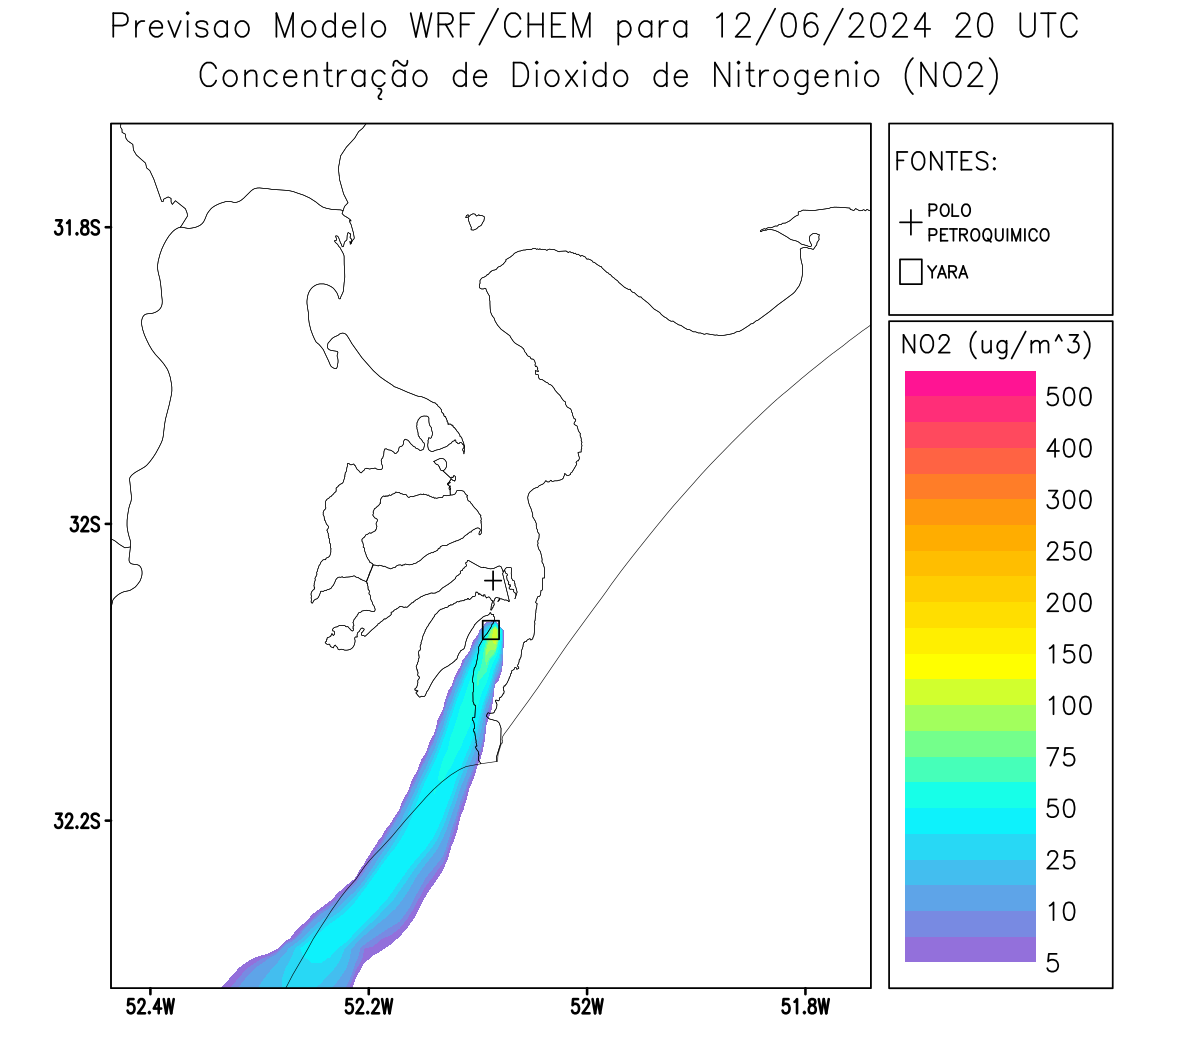 Previsao Modelo WRF/CHEM para 12/06/2024 20 UTC
Concentração de Dioxido de Nitrogenio (NO2)
FONTES:
POLO
PETROQUIMICO
YARA
NO2 (ug/m^3)
500
400
300
250
200
150
100
75
50
25
10
5
31.8S
32S
32.2S
52.4W
52.2W
52W
51.8W